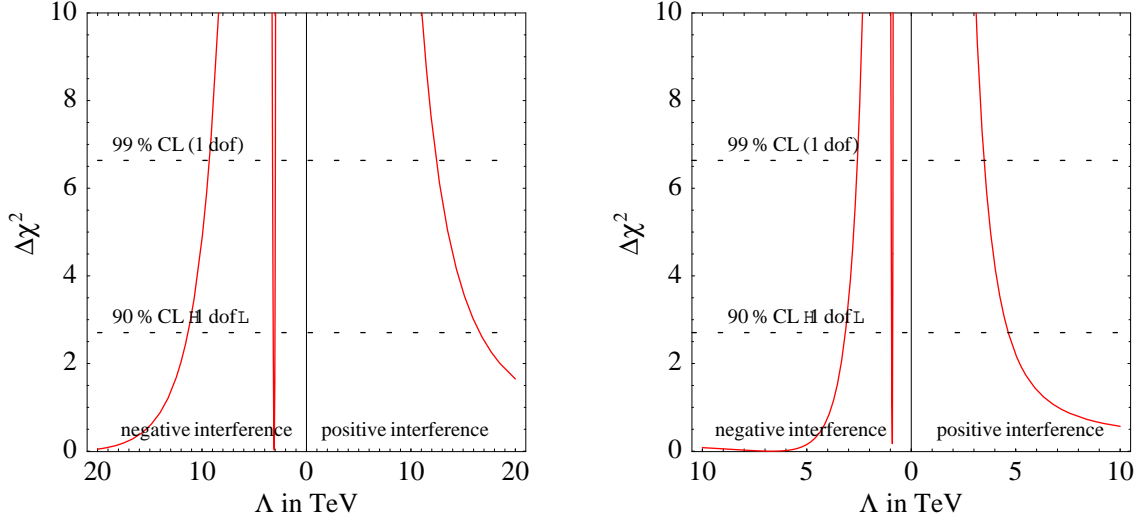 10
8
6
4
2
0
Δχ²
99 % CL (1 dof)
90 % CL H1 dofL
negative interference
positive interference
20
10
0
10
20
Λ in TeV
10
8
6
4
2
0
Δχ²
99 % CL (1 dof)
90 % CL H1 dofL
negative interference
positive interference
10
5
0
5
10
Λ in TeV